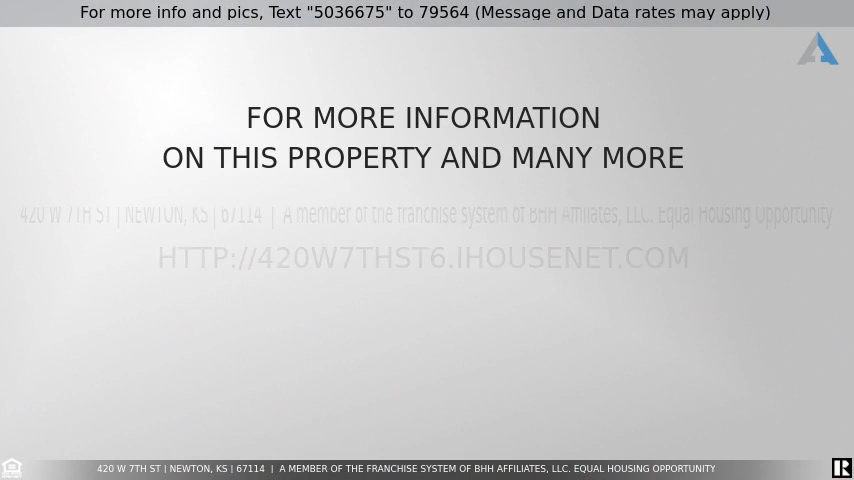 For more info and pics, Text "5036675" to 79564 (Message and Data rates may apply)
FOR MORE INFORMATION
ON THIS PROPERTY AND MANY MORE
420 W 7TH ST | NEWTON, KS | 67114 | A member of the franchise system of BHH Affiliates, LLC. Equal Housing Opportunity
HTTP://420W7THST6.IHOUSENET.COM
420 W 7TH ST | NEWTON, KS | 67114 | A MEMBER OF THE FRANCHISE SYSTEM OF BHH AFFILIATES, LLC. EQUAL HOUSING OPPORTUNITY